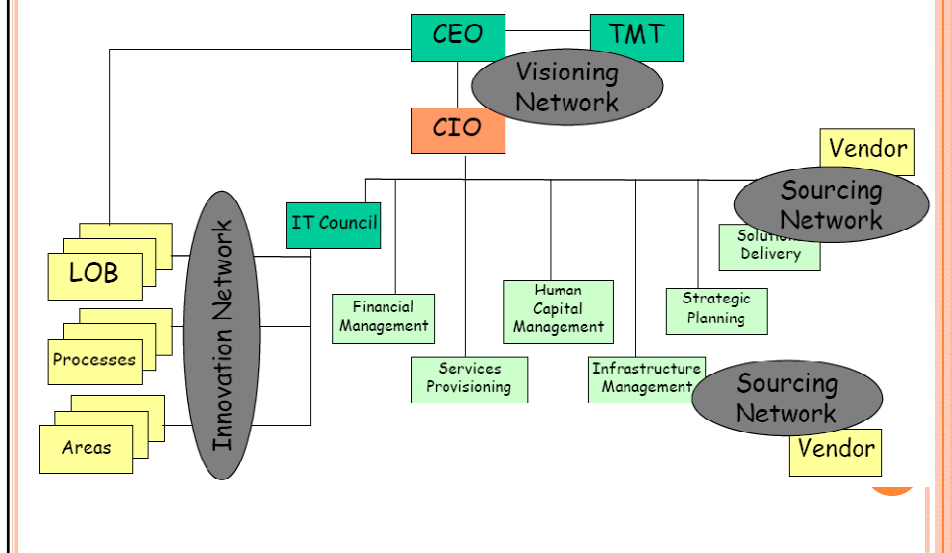 CEO
TMT
Visioning
Network
CIO
Vendor
Sourcing
Network
IT Council
Innovation Network
LOB
Solution
Delivery
Financial
Management
Human
Capital
Management
Strategic
Planning
Processes
Services
Provisioning
Infrastructure
Management
Sourcing
Network
Areas
Vendor